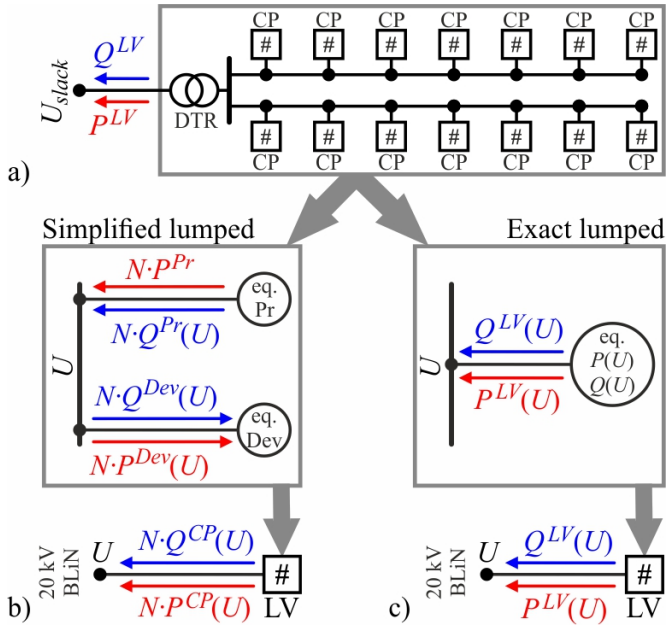 CP CP CP CP CP CP CP
# # # # # # #
Q^{LV}
U_{slack}
P^{LV}
DTR
# # # # # # #
CP CP CP CP CP CP CP
a)
Simplified lumped
Exact lumped
N·P^{Pr}
eq.
Pr
N·Q^{Pr}(U)
U
N·Q^{Dev}(U)
eq.
Dev
N·P^{Dev}(U)
Q^{LV}(U)
U
eq.
P(U)
Q(U)
P^{LV}(U)
20 kV
BLiN
U
N·Q^{CP}(U)
#
N·P^{CP}(U)
LV
b)
20 kV
BLiN
U
Q^{LV}(U)
#
P^{LV}(U)
LV
c)